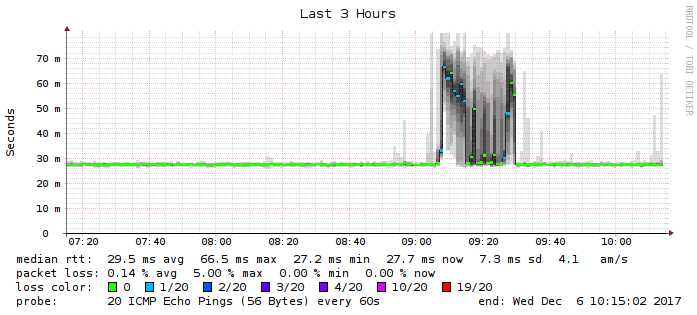 Last 3 Hours
RRDTOOL / TOBI OETIKER
Seconds
70 m
60 m
50 m
40 m
30 m
20 m
10 m
0
07:20 07:40 08:00 08:20 08:40 09:00 09:20 09:40 10:00
median rtt: 29.5 ms avg 66.5 ms max 27.2 ms min 27.7 ms now 7.3 ms sd 4.1 am/s
packet loss: 0.14 % avg 5.00 % max 0.00 % min 0.00 % now
loss color: 0 1/20 2/20 3/20 4/20 10/20 19/20
probe: 20 ICMP Echo Pings (56 Bytes) every 60s end: Wed Dec 6 10:15:02 2017